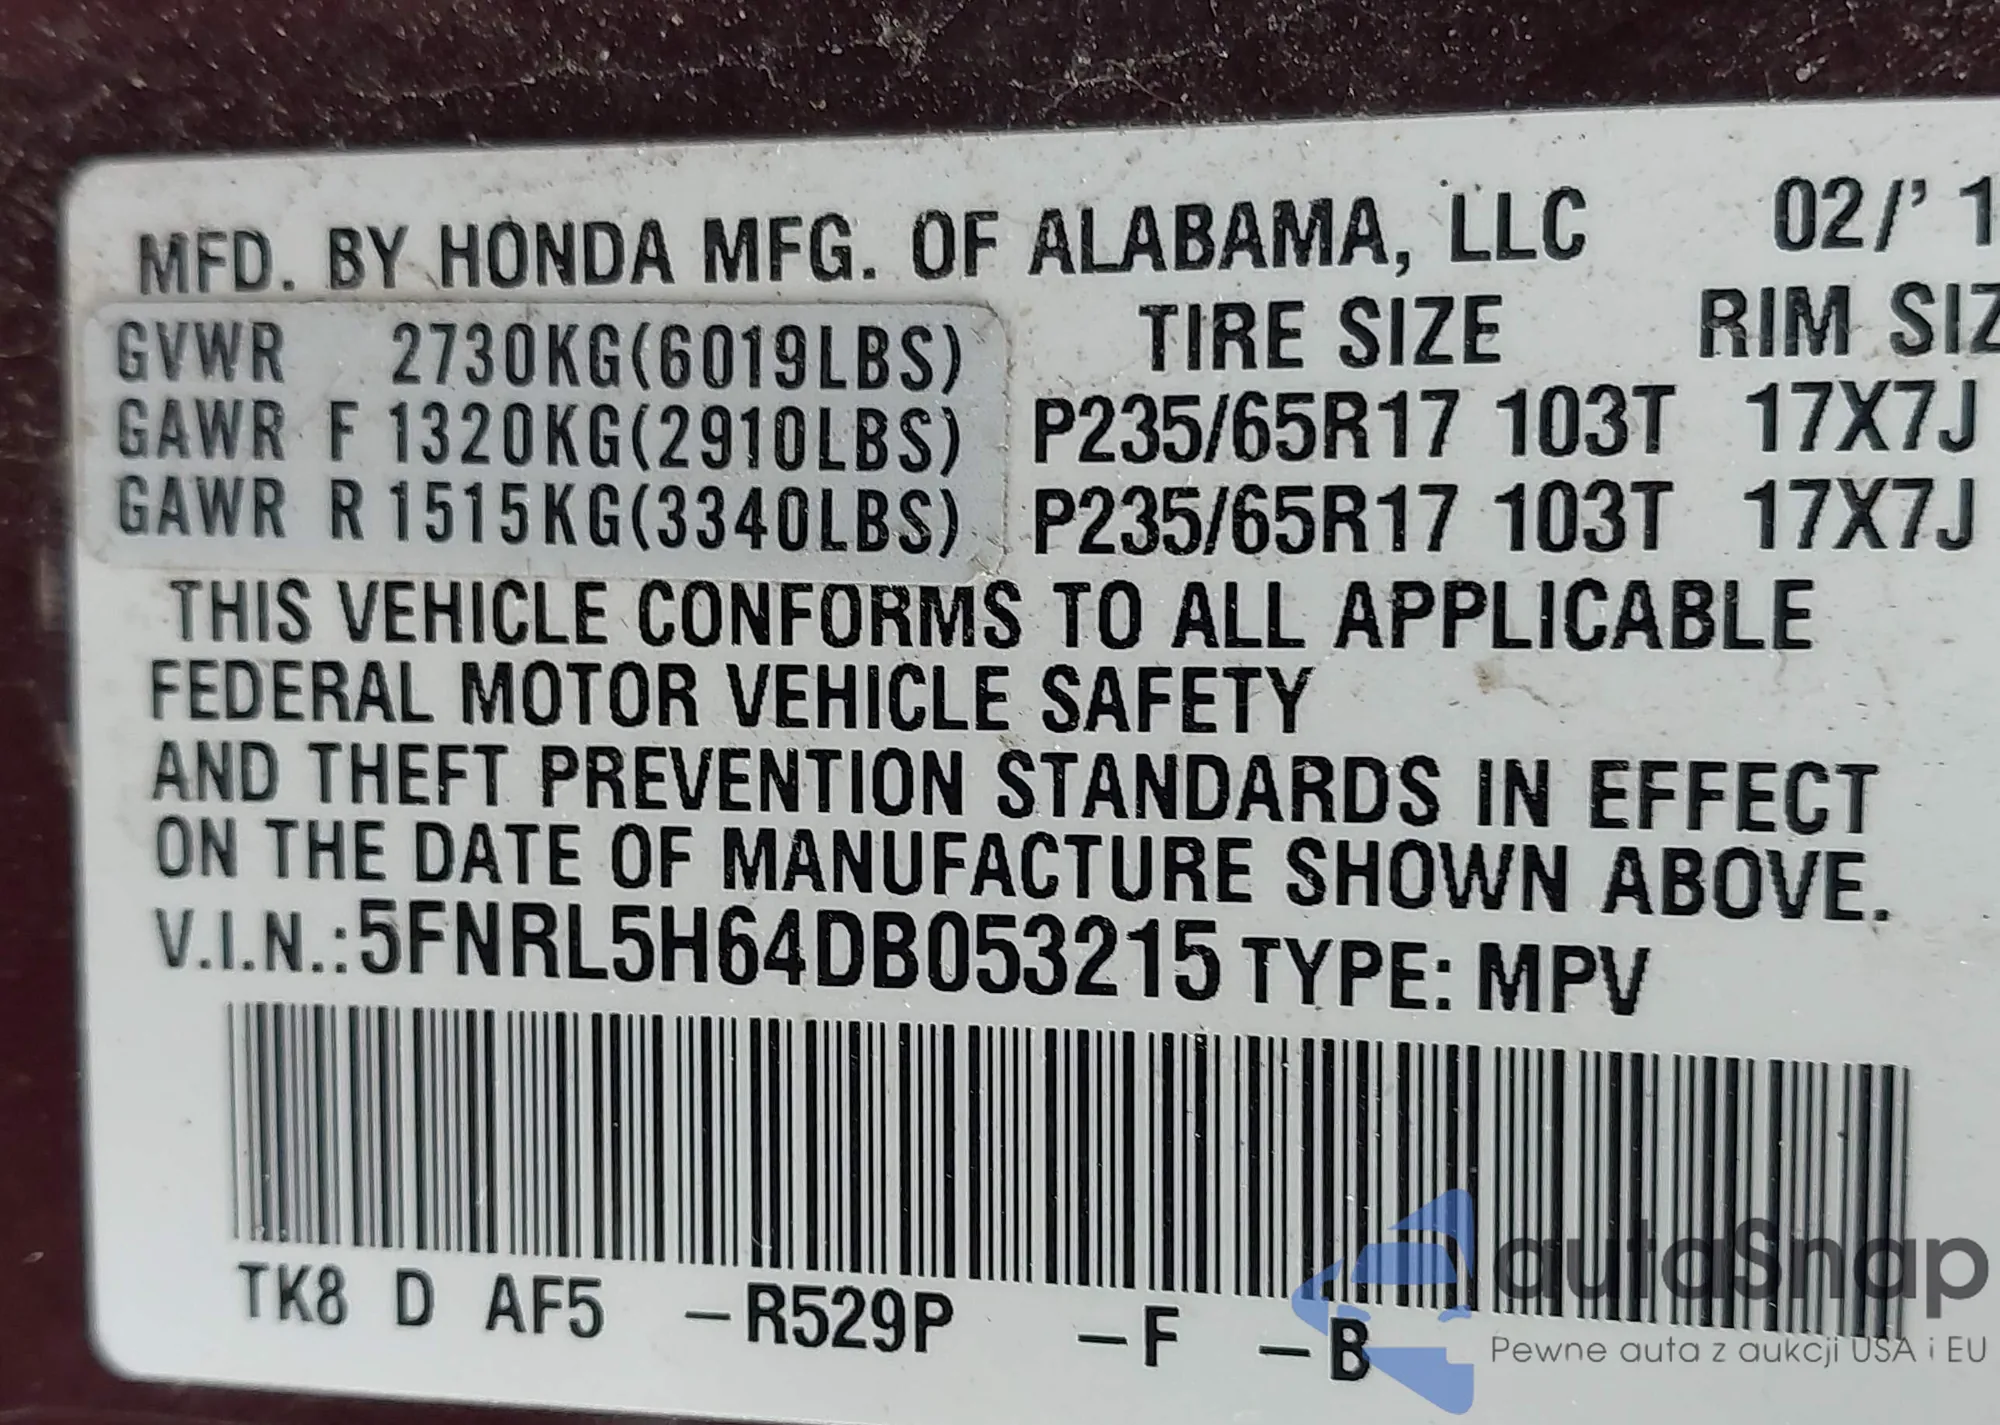 MFD. BY HONDA MFG. OF ALABAMA, LLC 02/'1
GVWR 2730KG(6019LBS) TIRE SIZE RIM SIZ
GAWR F 1320KG(2910LBS) P235/65R17 103T 17X7J
GAWR R 1515KG(3340LBS) P235/65R17 103T 17X7J
THIS VEHICLE CONFORMS TO ALL APPLICABLE
FEDERAL MOTOR VEHICLE SAFETY
AND THEFT PREVENTION STANDARDS IN EFFECT
ON THE DATE OF MANUFACTURE SHOWN ABOVE.
V.I.N.:5FNRL5H64DB053215 TYPE: MPV
TK8 D AF5 –R529P –F –B
autaSnap
Pewne auta z aukcji USA i EU